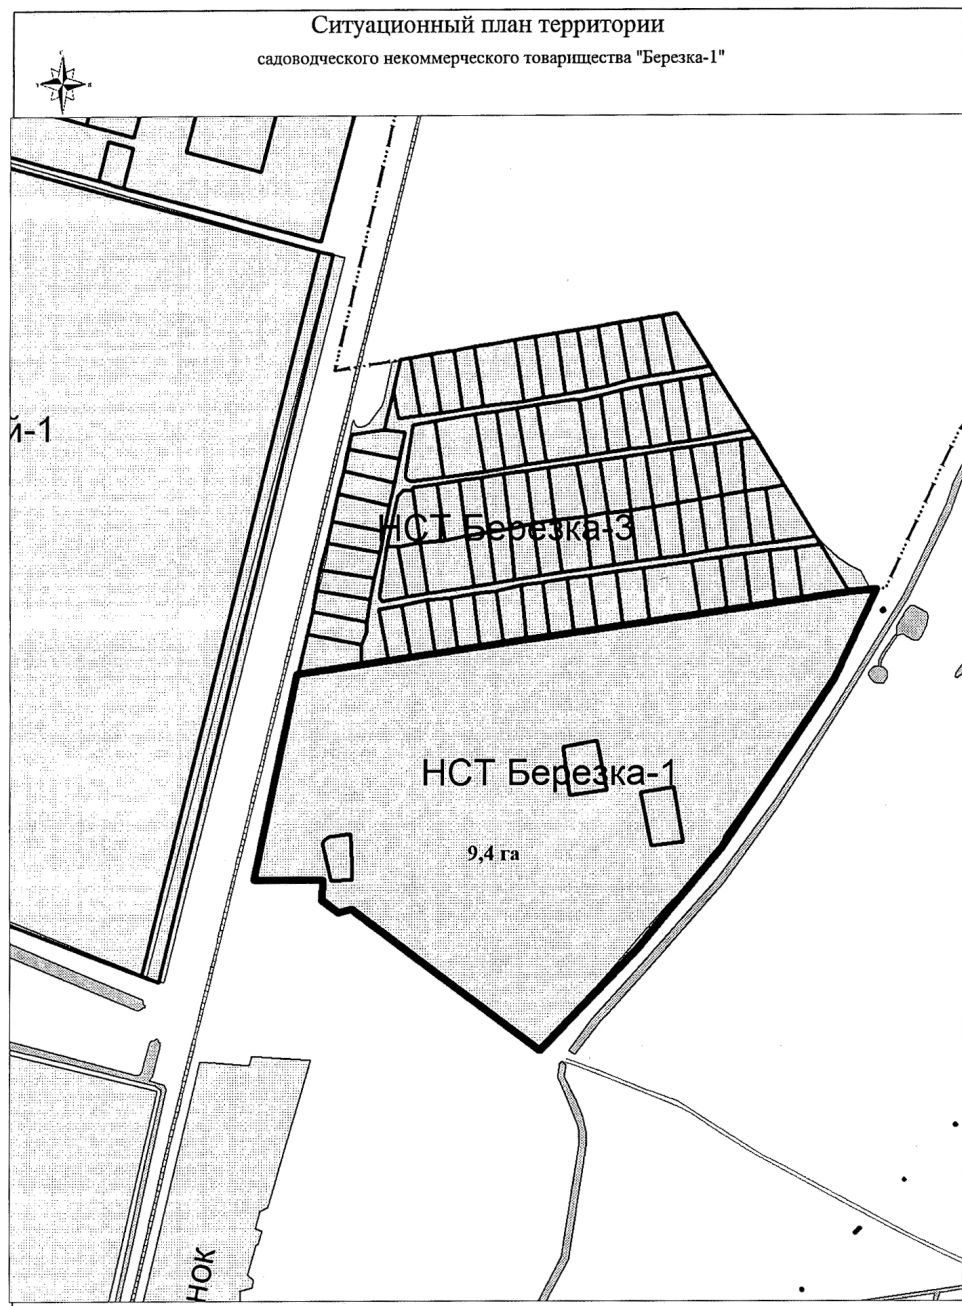 Ситуационный план территории
садоводческого некоммерческого товарищества "Березка-1"
й-1
НСТ Березка-3
НСТ Березка-1
9,4 га
нок